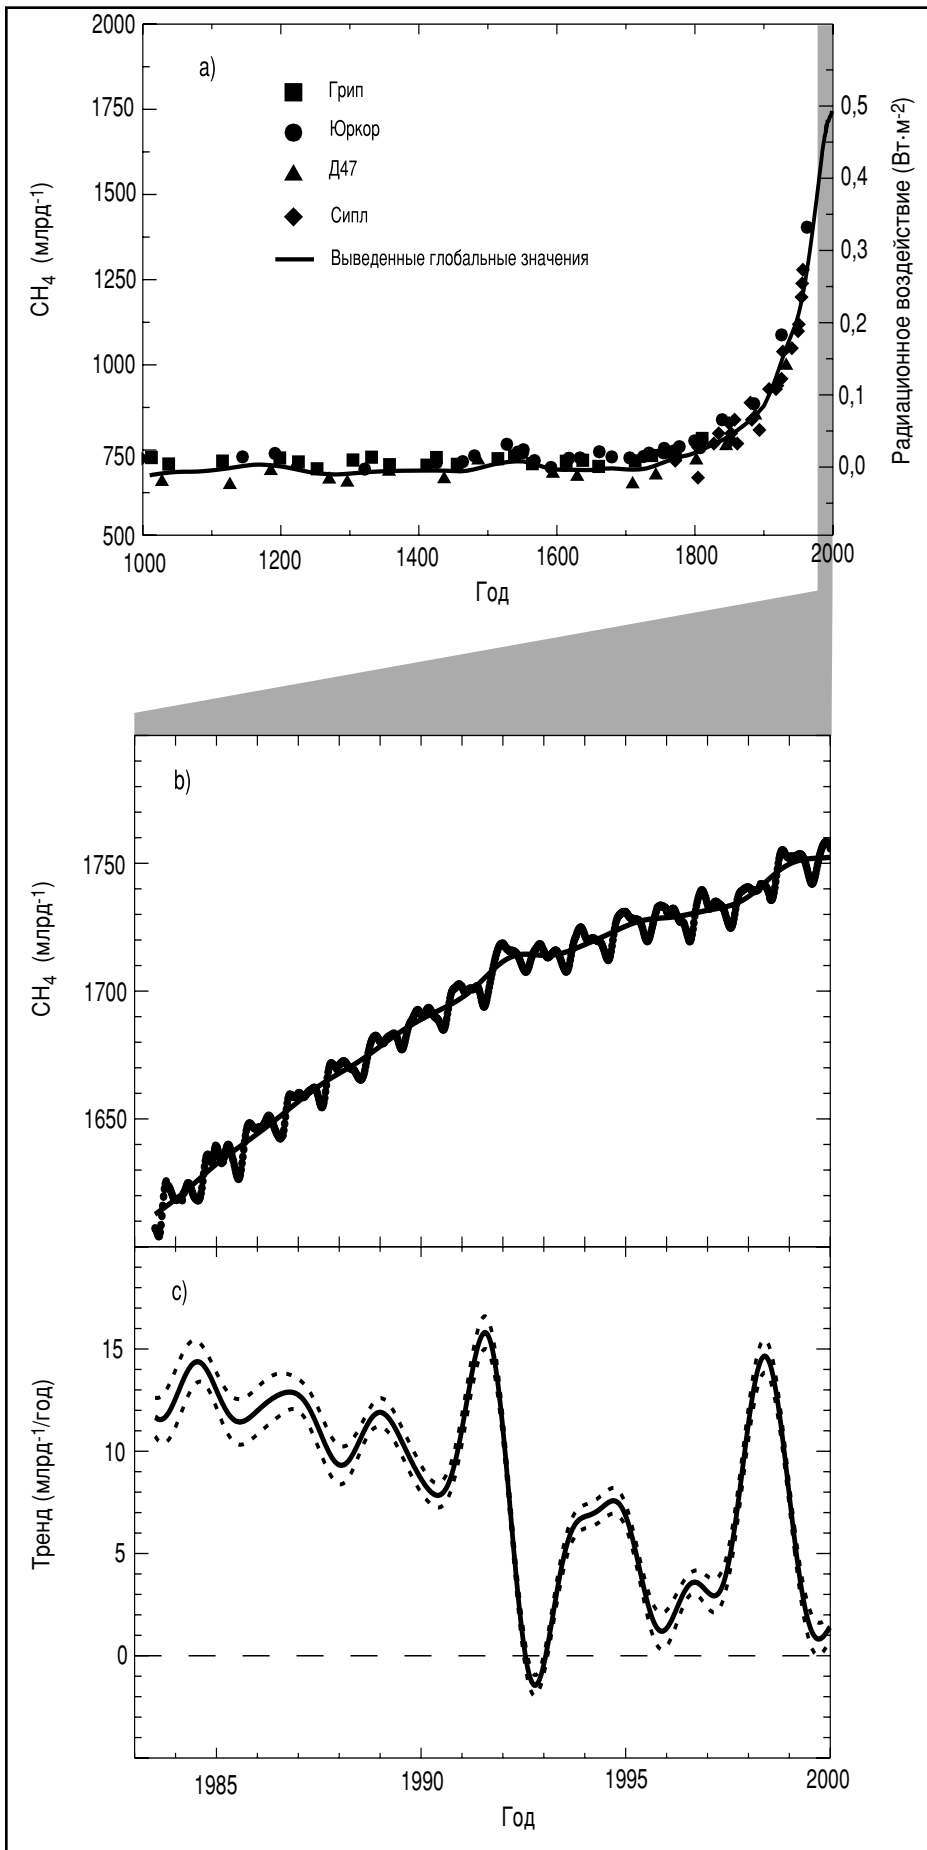 a)
Грип
Юркор
Д47
Сипл
Выведенные глобальные значения
CH4 (млрд-1)
2000
1750
1500
1250
1000
750
500
Радиационное воздействие (Вт·м-2)
0,5
0,4
0,3
0,2
0,1
0,0
1000 1200 1400 1600 1800 2000
Год
b)
CH4 (млрд-1)
1750
1700
1650
c)
Тренд (млрд-1/год)
15
10
5
0
1985 1990 1995 2000
Год